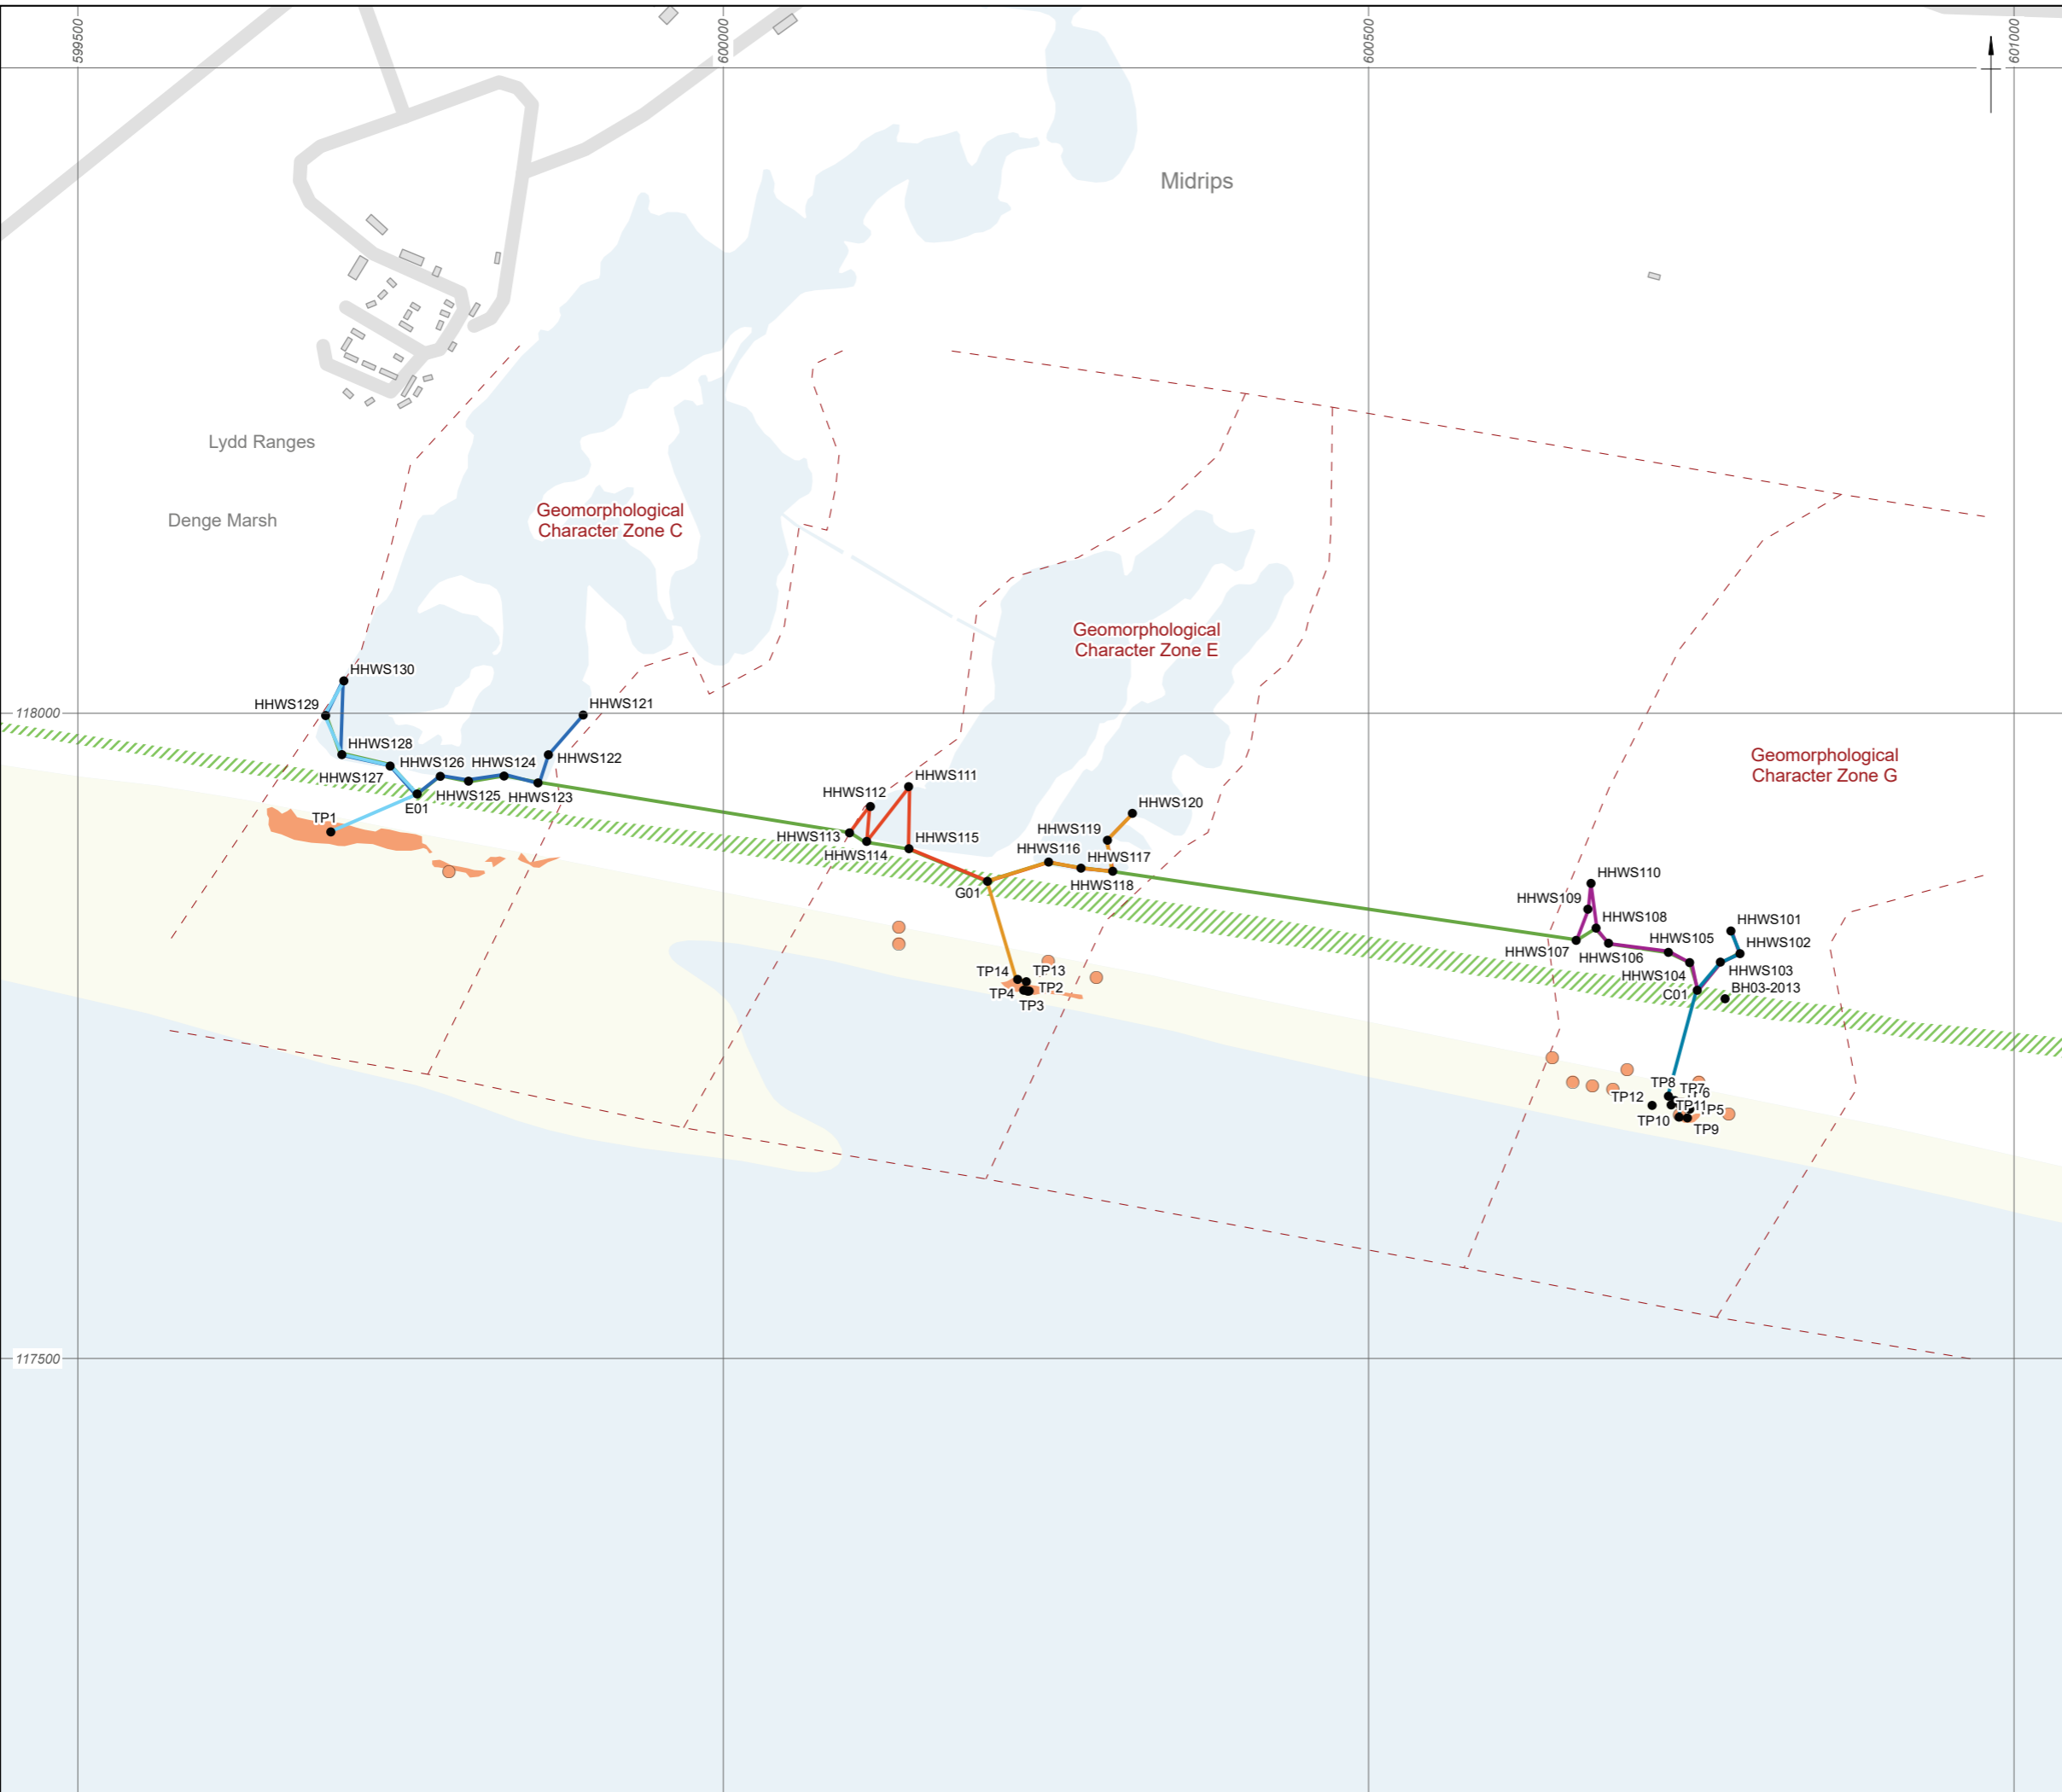 599500
600000
600500
601000
Midrips
Lydd Ranges
Denge Marsh
Geomorphological
Character Zone C
Geomorphological
Character Zone E
Geomorphological
Character Zone G
118000
117500
HHWS130
HHWS129
HHWS121
HHWS128
HHWS122
HHWS127
HHWS126
HHWS124
HHWS125
HHWS123
E01
TP1
HHWS111
HHWS112
HHWS113
HHWS114
HHWS115
HHWS120
HHWS119
HHWS116
HHWS117
HHWS118
G01
TP14
TP13
TP4
TP2
TP3
HHWS110
HHWS109
HHWS108
HHWS107
HHWS106
HHWS105
HHWS104
HHWS101
HHWS102
HHWS103
C01
BH03-2013
TP8
TP7
TP6
TP12
TP11
TP5
TP10
TP9